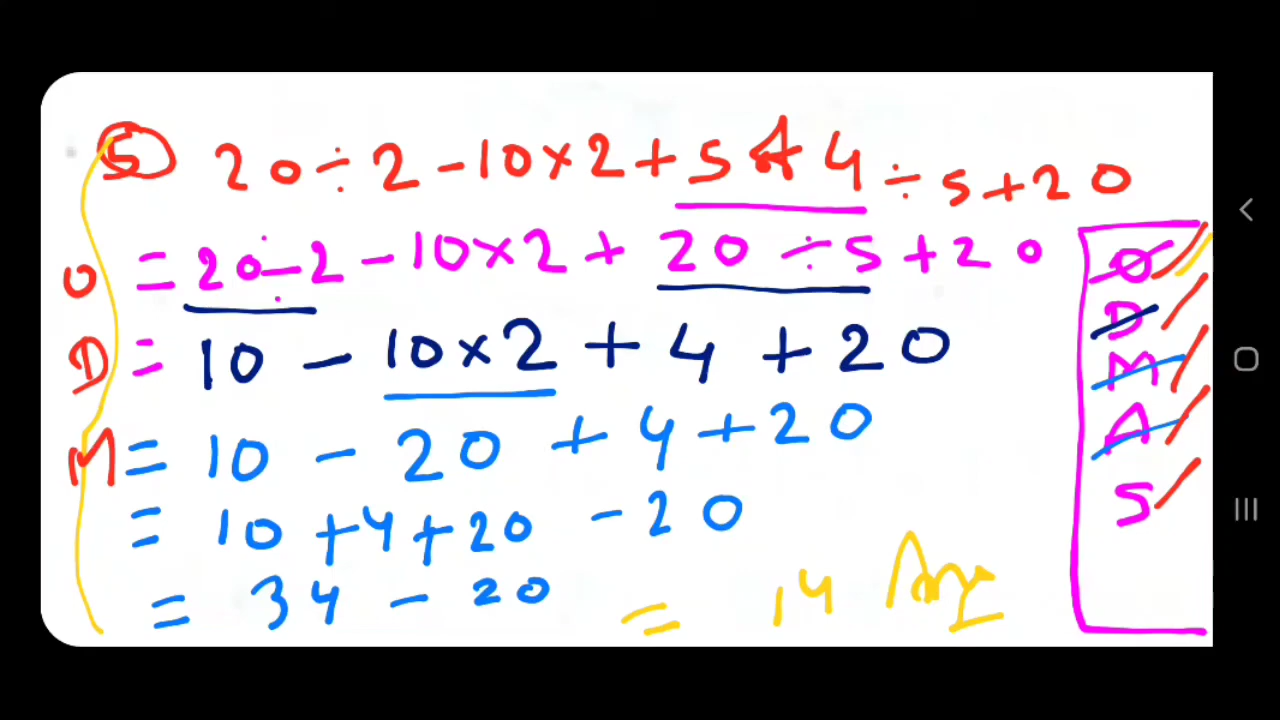 5 20 ÷ 2 - 10 × 2 + 5 of 4 ÷ 5 + 20
O = 20 ÷ 2 - 10 × 2 + 20 ÷ 5 + 20
D = 10 - 10 × 2 + 4 + 20
M = 10 - 20 + 4 + 20
= 10 + 4 + 20 - 20
= 34 - 20 = 14 Ans
O
D
M
A
S